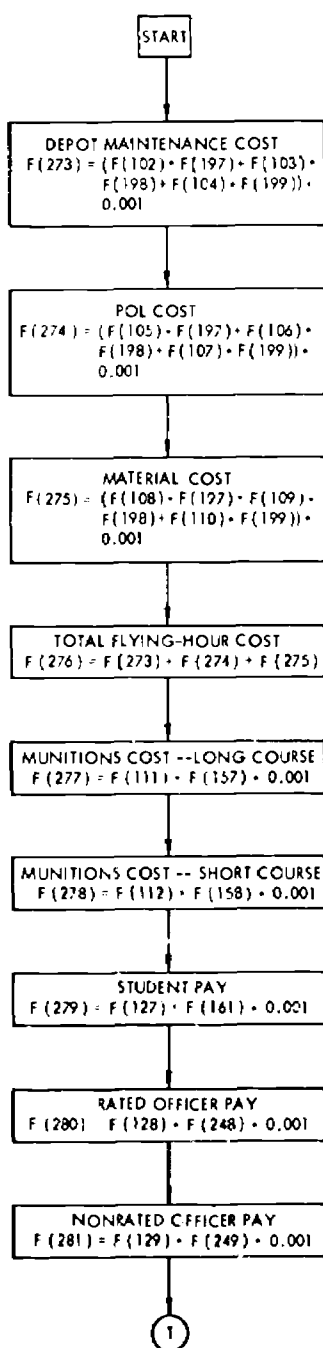 START
DEPOT MAINTENANCE COST
F(273) = (F(102) • F(197) + F(103) •
F(198) + F(104) • F(199)) •
0.001
POL COST
F(274) = (F(105) • F(197) + F(106) •
F(198) + F(107) • F(199)) •
0.001
MATERIAL COST
F(275) = (F(108) • F(197) • F(109) •
F(198) + F(110) • F(199)) •
0.001
TOTAL FLYING-HOUR COST
F(276) = F(273) + F(274) + F(275)
MUNITIONS COST --LONG COURSE
F(277) = F(111) • F(157) • 0.001
MUNITIONS COST -- SHORT COURSE
F(278) = F(112) • F(158) • 0.001
STUDENT PAY
F(279) = F(127) • F(161) • 0.001
RATED OFFICER PAY
F(280) F(128) • F(248) • 0.001
NONRATED OFFICER PAY
F(281) = F(129) • F(249) • 0.001
T